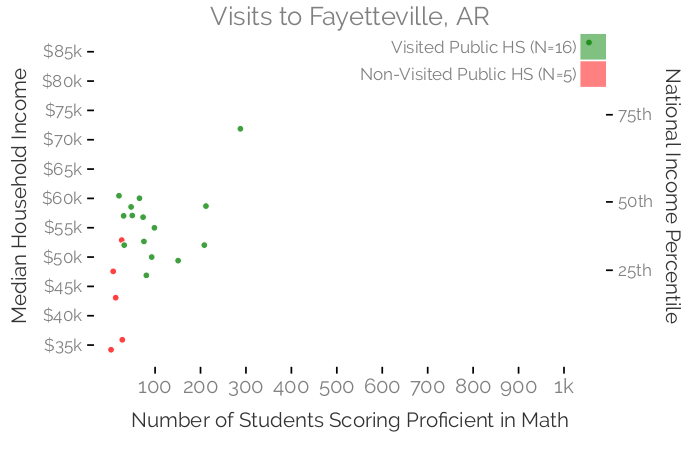 Visits to Fayetteville, AR
Visited Public HS (N=16)
Non-Visited Public HS (N=5)
Median Household Income
$85k
$80k
$75k
$70k
$65k
$60k
$55k
$50k
$45k
$40k
$35k
75th
50th
25th
National Income Percentile
100 200 300 400 500 600 700 800 900 1k
Number of Students Scoring Proficient in Math